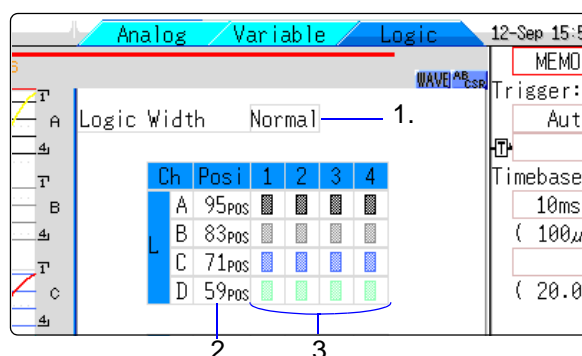 Analog Variable Logic 12-Sep 15:5
MEMO
WAVE AB CSR
Trigger:
A
Logic Width Normal 1.
Aut
T
Timebase
Ch Posi 1 2 3 4
A 95POS
10ms
B
B 83POS
( 100μ
L
C 71POS
D 59POS
C
( 20.0
2 3